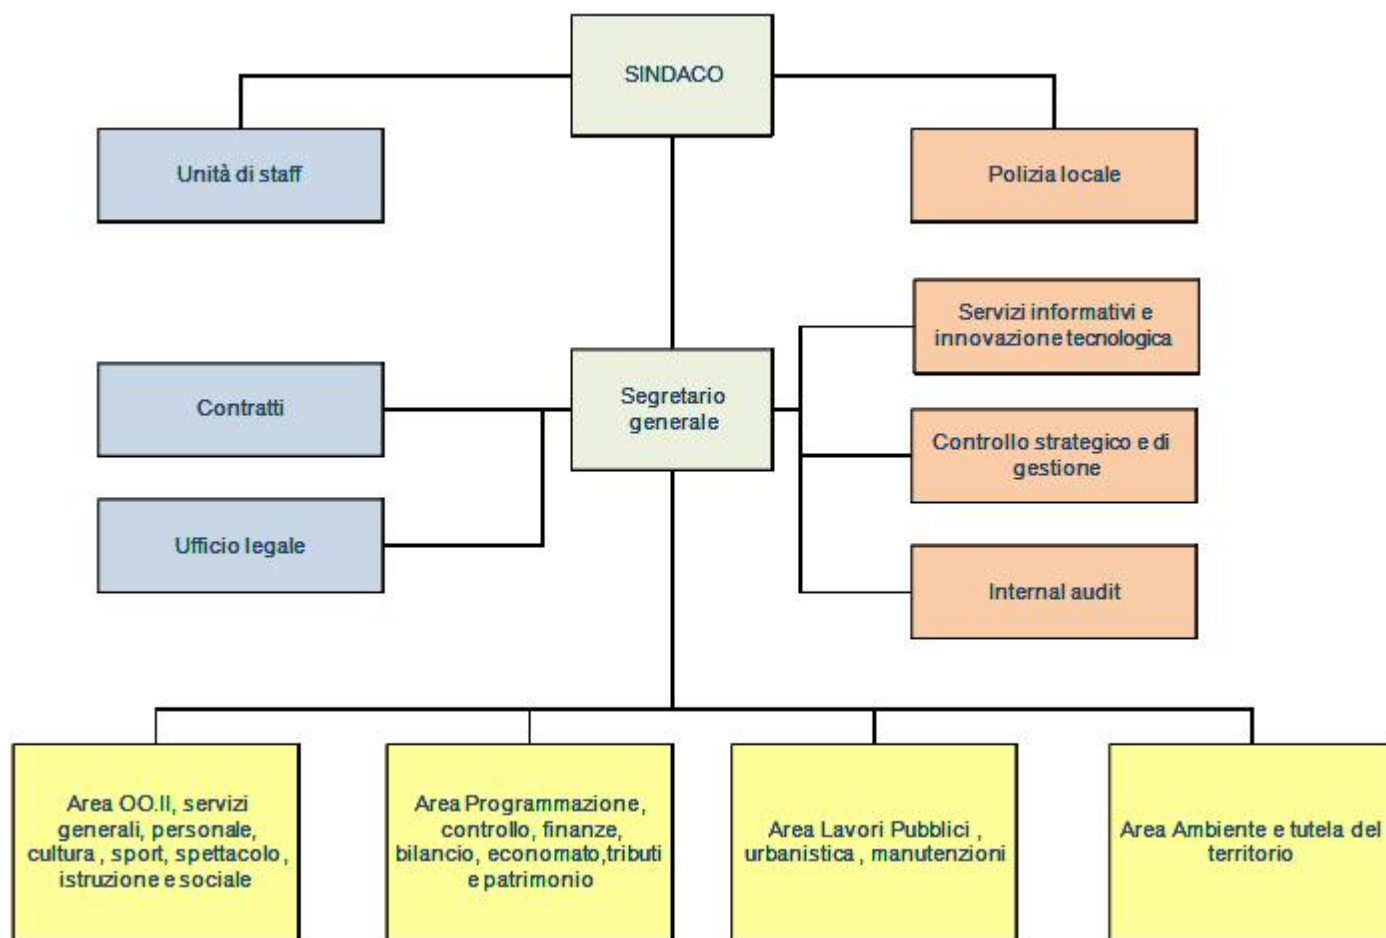 SINDACO
Unità di staff
Polizia locale
Servizi informativi e
innovazione tecnologica
Contratti
Segretario
generale
Controllo strategico e di
gestione
Ufficio legale
Internal audit
Area OO.II, servizi
generali, personale,
cultura , sport, spettacolo ,
istruzione e sociale
Area Programmazione ,
controllo, finanze,
bilancio, economato,tributi
e patrimonio
Area Lavori Pubblici ,
urbanistica , manutenzioni
Area Ambiente e tutela del
territorio